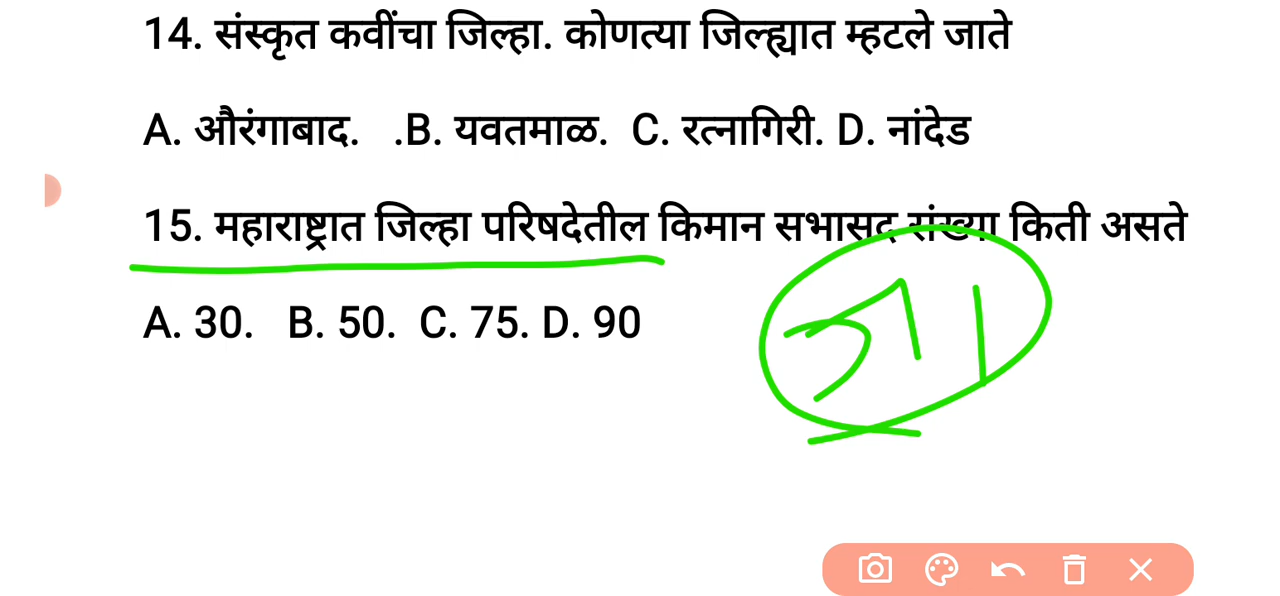 14. संस्कृत कवींचा जिल्हा. कोणत्या जिल्ह्यात म्हटले जाते
A. औरंगाबाद. .B. यवतमाळ. C. रत्नागिरी. D. नांदेड
15. महाराष्ट्रात जिल्हा परिषदेतील किमान सभासद संख्या किती असते
A. 30. B. 50. C. 75. D. 90